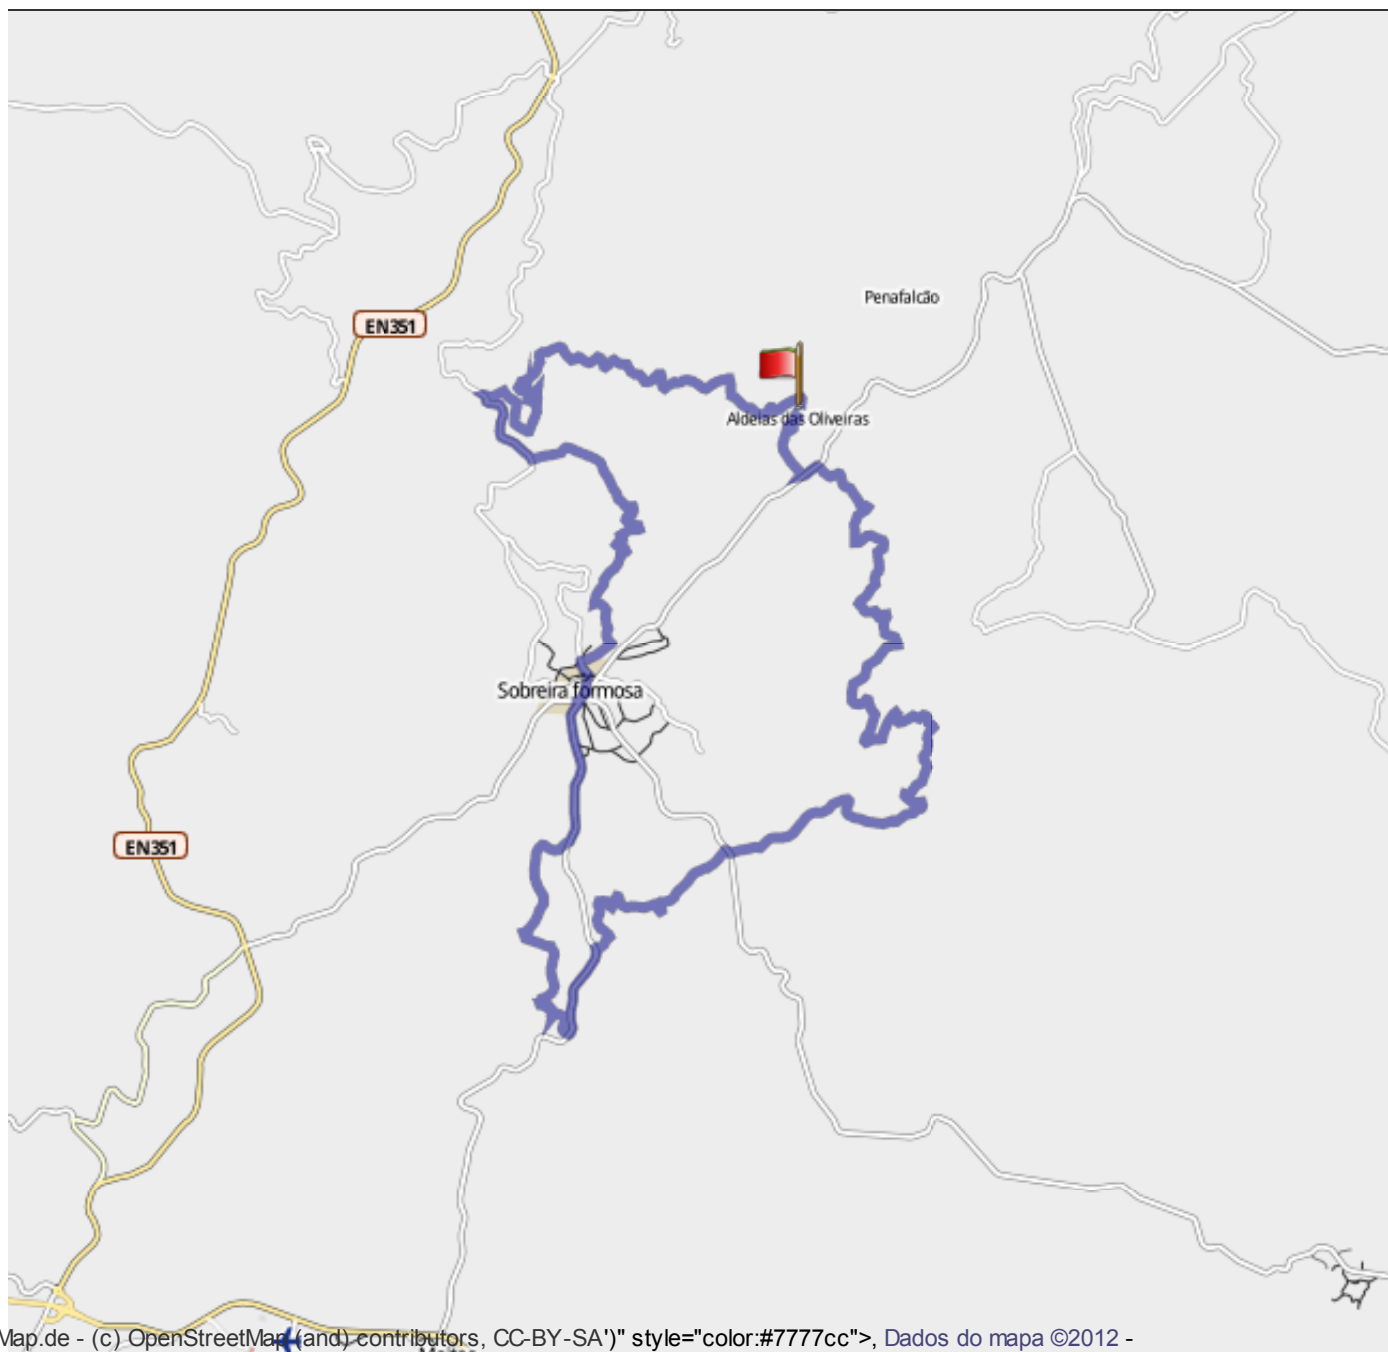 Penafalcão
EN351
Aldeias das Oliveiras
Sobreira formosa
EN351
Map.de - (c) OpenStreetMap (and) contributors, CC-BY-SA')" style="color:#7777cc">, Dados do mapa ©2012 -